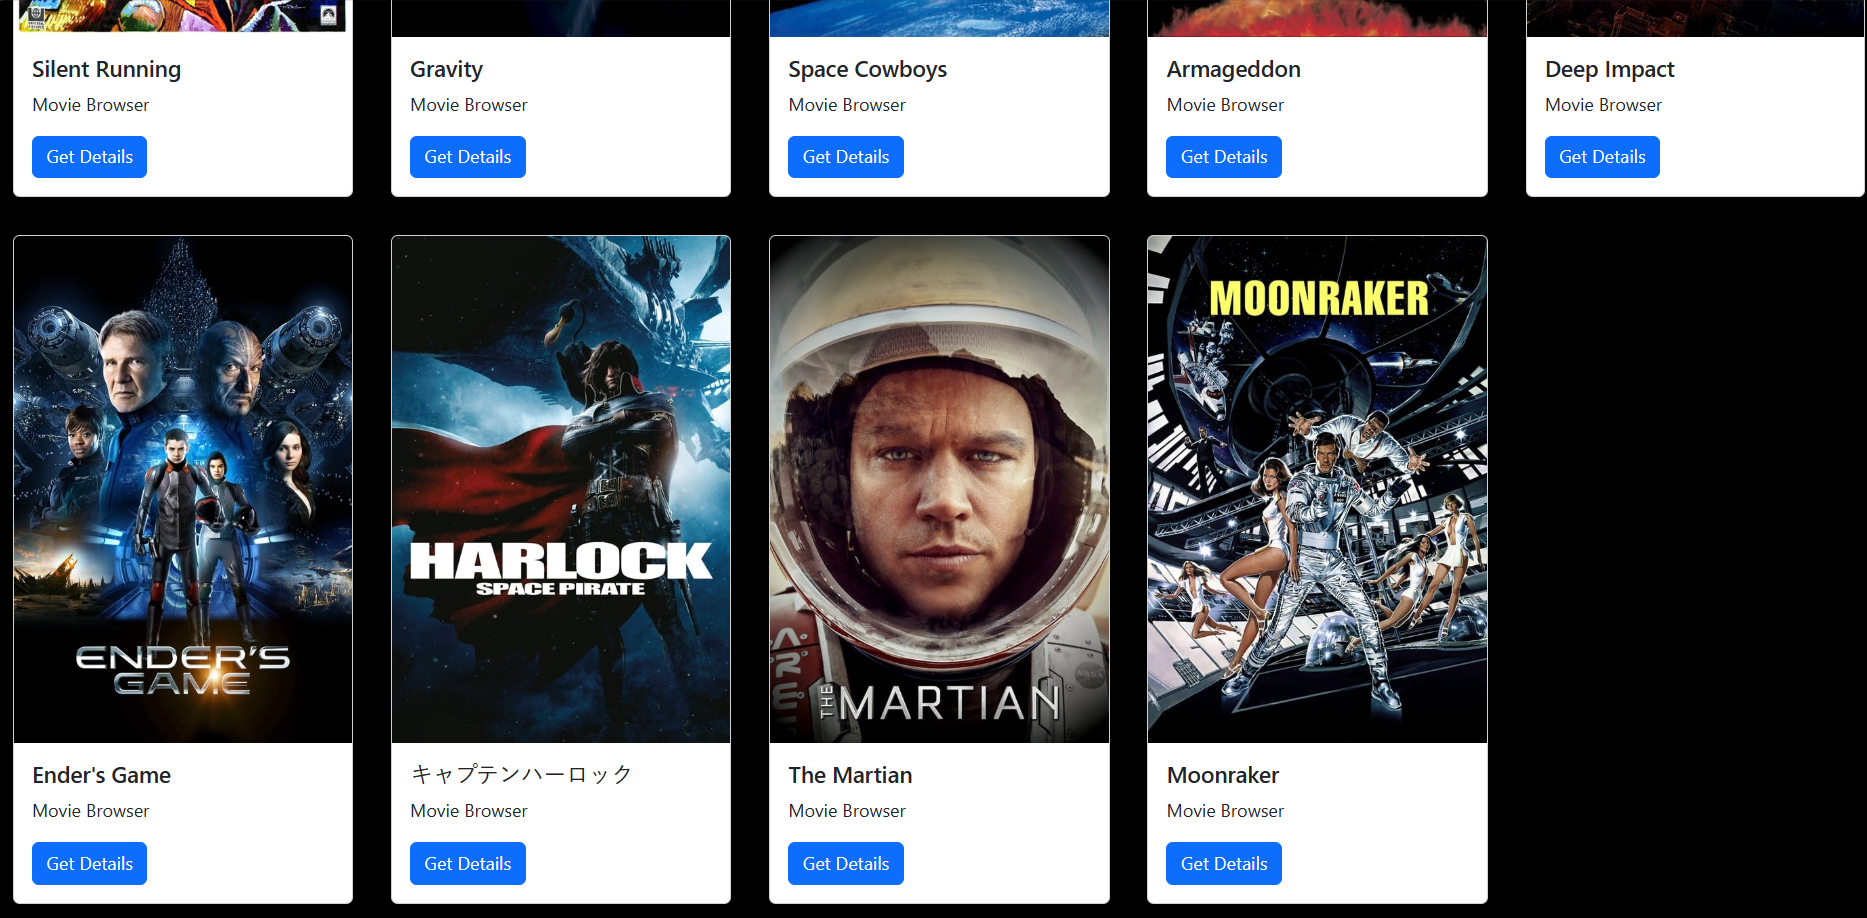 Silent Running
Movie Browser
Get Details
Gravity
Movie Browser
Get Details
Space Cowboys
Movie Browser
Get Details
Armageddon
Movie Browser
Get Details
Deep Impact
Movie Browser
Get Details
ENDER'S
GAME
Ender's Game
Movie Browser
Get Details
HARLOCK
SPACE PIRATE
キャプテンハーロック
Movie Browser
Get Details
THE MARTIAN
The Martian
Movie Browser
Get Details
MOONRAKER
Moonraker
Movie Browser
Get Details